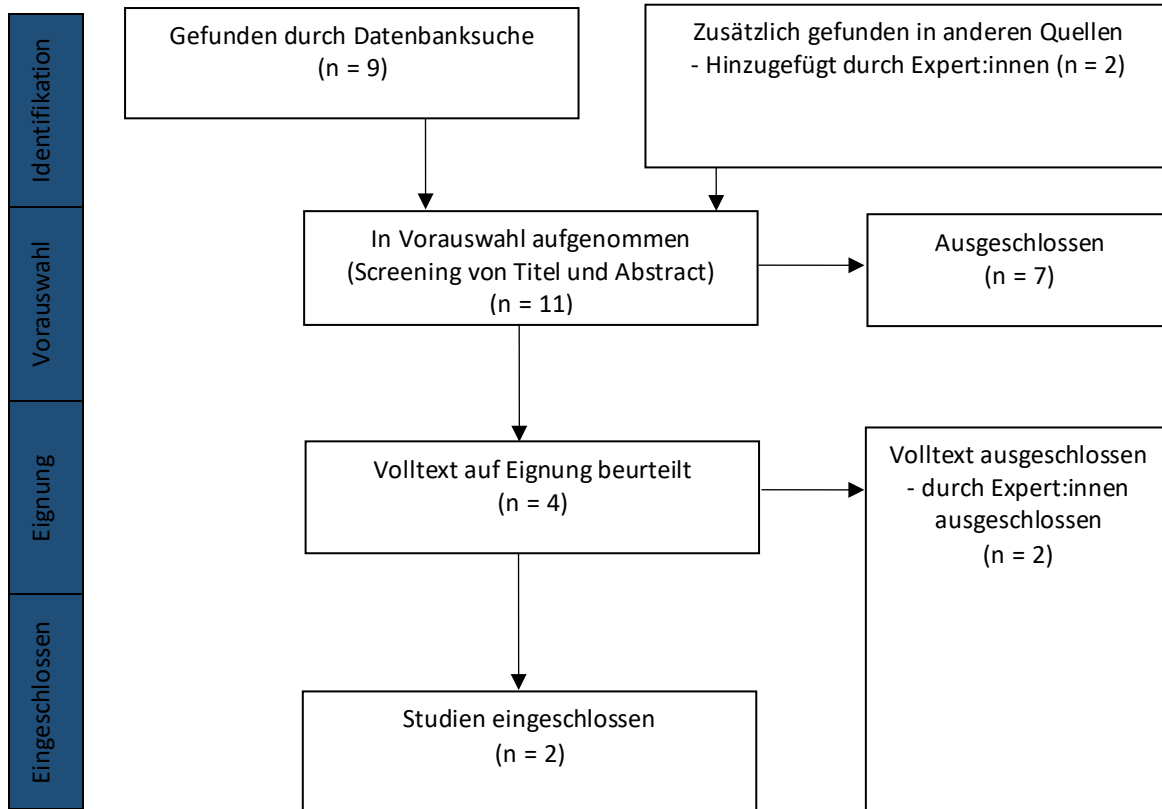 Identifikation
Gefunden durch Datenbanksuche
(n = 9)
Zusätzlich gefunden in anderen Quellen
- Hinzugefügt durch Expert:innen (n = 2)
Vorauswahl
In Vorauswahl aufgenommen
(Screening von Titel und Abstract)
(n = 11)
Ausgeschlossen
(n = 7)
Eignung
Volltext auf Eignung beurteilt
(n = 4)
Volltext ausgeschlossen
- durch Expert:innen
ausgeschlossen
(n = 2)
Eingeschlossen
Studien eingeschlossen
(n = 2)